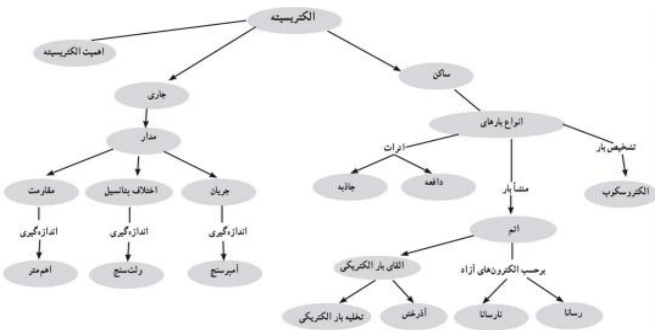 الکتریسیته
اهمیت الکتریسیته
ساکن
جاری
انواع بارهای
مدار
تشخیص بار
اثرات
الکتروسکوپ
دافعه
جاذبه
منشأ بار
جریان
اختلاف پتانسیل
مقاومت
اتم
اندازه‌گیری
اندازه‌گیری
اندازه‌گیری
القای بار الکتریکی
برحسب الکترون‌های آزاد
آمپرسنج
ولت‌سنج
اهم‌متر
رسانا
نارسانا
آذرخش
تخلیه بار الکتریکی